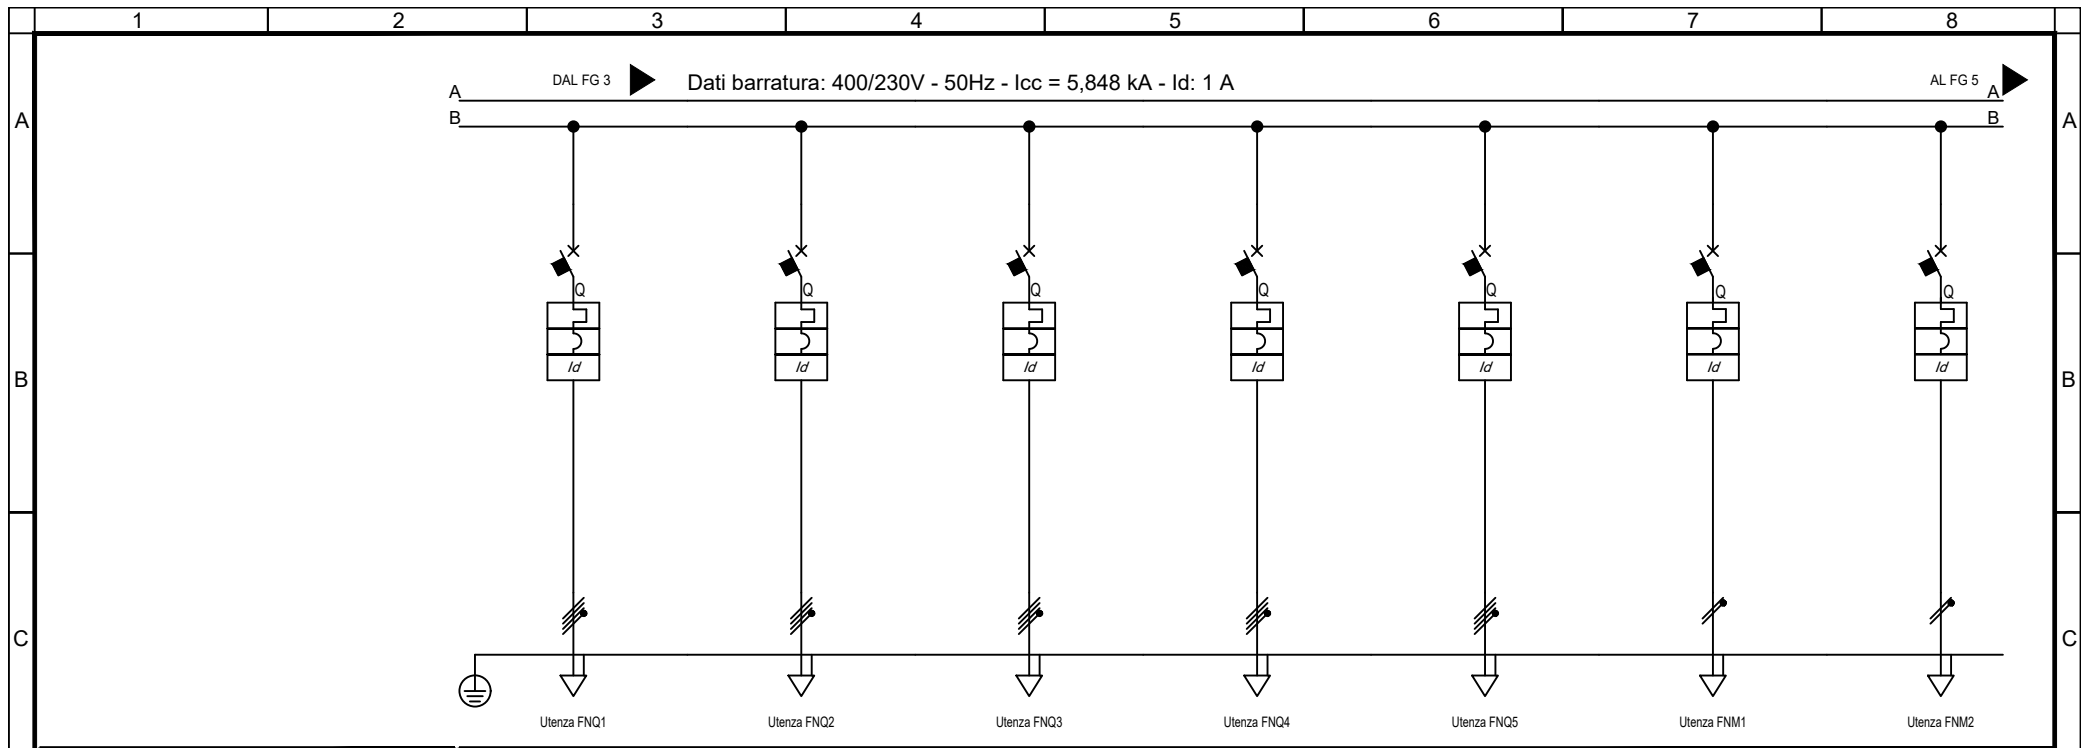 1 2 3 4 5 6 7 8
DAL FG 3 Dati barratura: 400/230V - 50Hz - Icc = 5,848 kA - Id: 1 A AL FG 5
A A
A A
B B
Q Q Q Q Q Q Q
Id Id Id Id Id Id Id
B B
C C
Utenza FNQ1 Utenza FNQ2 Utenza FNQ3 Utenza FNQ4 Utenza FNQ5 Utenza FNM1 Utenza FNM2